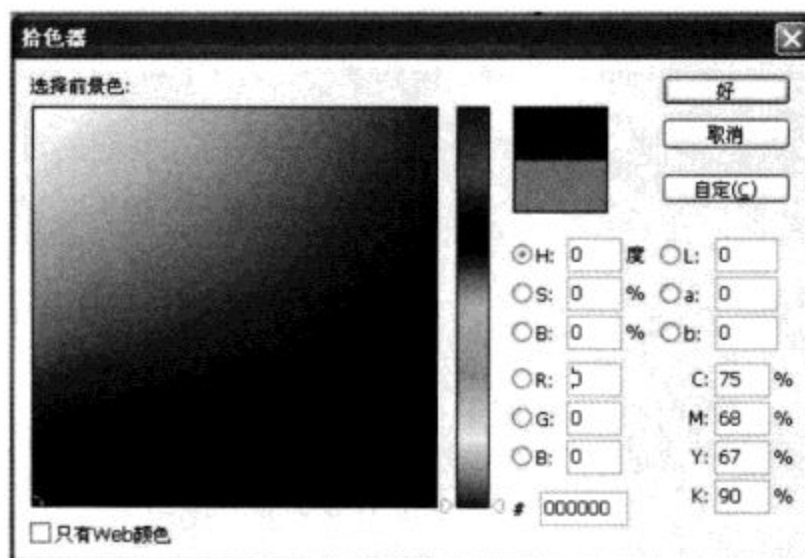 拾色器
选择前景色:
好
取消
自定(C)
H: 0 度 L: 0
S: 0 % a: 0
B: 0 % b: 0
R: C: 75 %
G: 0 M: 68 %
B: 0 Y: 67 %
# 000000 K: 90 %
只有Web颜色